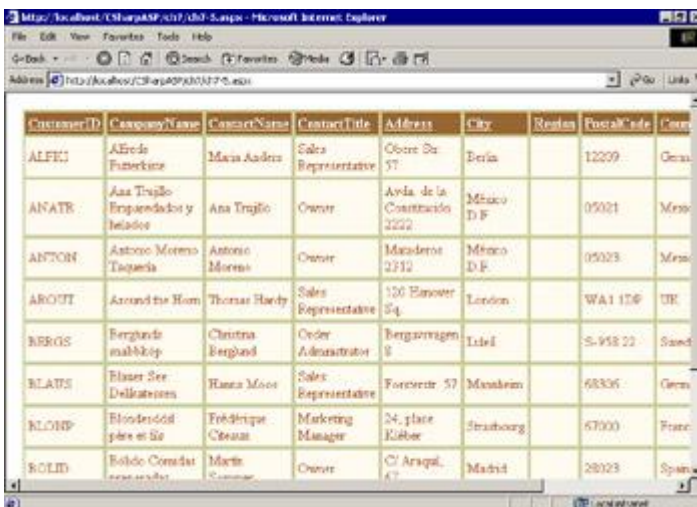 http://localhost/CSharpASP/ch7/ch7-5.aspx - Microsoft Internet Explorer
File Edit View Favorites Tools Help
Back Search Favorites Media
Address http://localhost/CSharpASP/ch7/ch7-5.aspx Go Links
CustomerID CompanyName ContactName ContactTitle Address City Region PostalCode
ALFKI Alfreds Futterkiste Maria Anders Sales Representative Obere Str. 57 Berlin 12209
ANATR Ana Trujillo Emparedados y helados Ana Trujillo Owner Avda. de la Constitución 2222 México D.F. 05021
ANTON Antonio Moreno Taquería Antonio Moreno Owner Mataderos 2312 México D.F. 05023
AROUT Around the Horn Thomas Hardy Sales Representative 120 Hanover Sq. London WA1 1DP UK
BERGS Berglunds snabbköp Christina Berglund Order Administrator Berguvsvägen 8 Luleå S-958 22
BLAUS Blauer See Delikatessen Hanna Moos Sales Representative Forsterstr. 57 Mannheim 68306
BLONP Blondesddsl père et fils Frédérique Citeaux Marketing Manager 24, place Kléber Strasbourg 67000
BOLID Bólido Comidas Martín Owner C/ Araquil, Madrid 28023 Spain
Local intranet